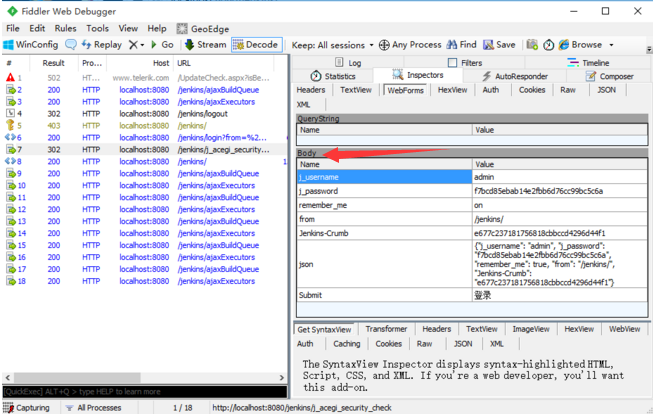 Fiddler Web Debugger
File Edit Rules Tools View Help GeoEdge
WinConfig Replay Go Stream Decode Keep: All sessions Any Process Find Save Browse
# Result Pro... Host URL
1 502 HT... www.telerik.com /UpdateCheck.aspx?isBe...
2 200 HTTP localhost:8080 /jenkins/ajaxBuildQueue
3 200 HTTP localhost:8080 /jenkins/ajaxExecutors
4 302 HTTP localhost:8080 /jenkins/logout
5 403 HTTP localhost:8080 /jenkins/
6 200 HTTP localhost:8080 /jenkins/login?from=%2...
7 302 HTTP localhost:8080 /jenkins/j_acegi_security...
8 200 HTTP localhost:8080 /jenkins/ 1
9 200 HTTP localhost:8080 /jenkins/ajaxBuildQueue
10 200 HTTP localhost:8080 /jenkins/ajaxExecutors
11 200 HTTP localhost:8080 /jenkins/ajaxBuildQueue
12 200 HTTP localhost:8080 /jenkins/ajaxExecutors
13 200 HTTP localhost:8080 /jenkins/ajaxBuildQueue
14 200 HTTP localhost:8080 /jenkins/ajaxExecutors
15 200 HTTP localhost:8080 /jenkins/ajaxBuildQueue
16 200 HTTP localhost:8080 /jenkins/ajaxExecutors
17 200 HTTP localhost:8080 /jenkins/ajaxBuildQueue
18 200 HTTP localhost:8080 /jenkins/ajaxExecutors
[QuickExec] ALT+Q > type HELP to learn more
Log Filters Timeline
Statistics Inspectors AutoResponder Composer
Headers TextView WebForms HexView Auth Cookies Raw JSON
XML
QueryString
Name Value
Body
Name Value
j_username admin
j_password f7bcd85ebab14e2fbb6d76cc99bc5c6a
remember_me on
from /jenkins/
Jenkins-Crumb e677c237181756818cbbccd4296d44f1
json {"j_username": "admin", "j_password":
"f7bcd85ebab14e2fbb6d76cc99bc5c6a",
"remember_me": true, "from": "/jenkins/",
"Jenkins-Crumb":
"e677c237181756818cbbccd4296d44f1"}
Submit 登录
Get SyntaxView Transformer Headers TextView ImageView HexView WebView
Auth Caching Cookies Raw JSON XML
The SyntaxView Inspector displays syntax-highlighted HTML,
Script, CSS, and XML. If you're a web developer, you'll want
this add-on.
Capturing All Processes 1 / 18 http://localhost:8080/jenkins/j_acegi_security_check